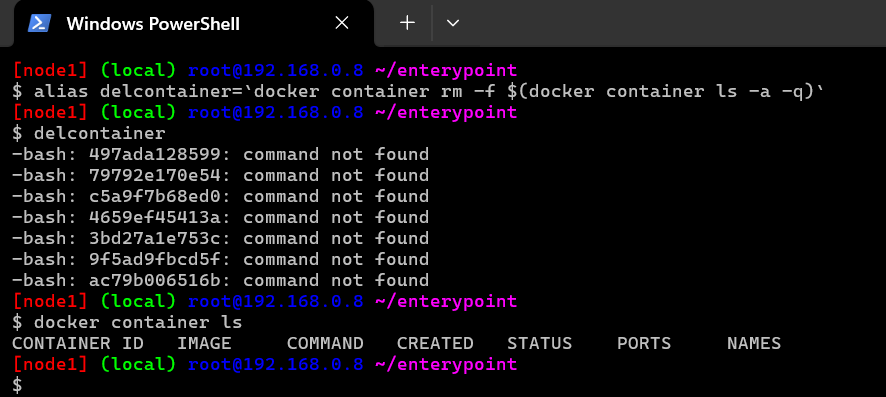 Windows PowerShell
[node1] (local) root@192.168.0.8 ~/enterypoint
$ alias delcontainer=`docker container rm -f $(docker container ls -a -q)`
[node1] (local) root@192.168.0.8 ~/enterypoint
$ delcontainer
-bash: 497ada128599: command not found
-bash: 79792e170e54: command not found
-bash: c5a9f7b68ed0: command not found
-bash: 4659ef45413a: command not found
-bash: 3bd27a1e753c: command not found
-bash: 9f5ad9fbcd5f: command not found
-bash: ac79b006516b: command not found
[node1] (local) root@192.168.0.8 ~/enterypoint
$ docker container ls
CONTAINER ID   IMAGE     COMMAND   CREATED   STATUS    PORTS     NAMES
[node1] (local) root@192.168.0.8 ~/enterypoint
$